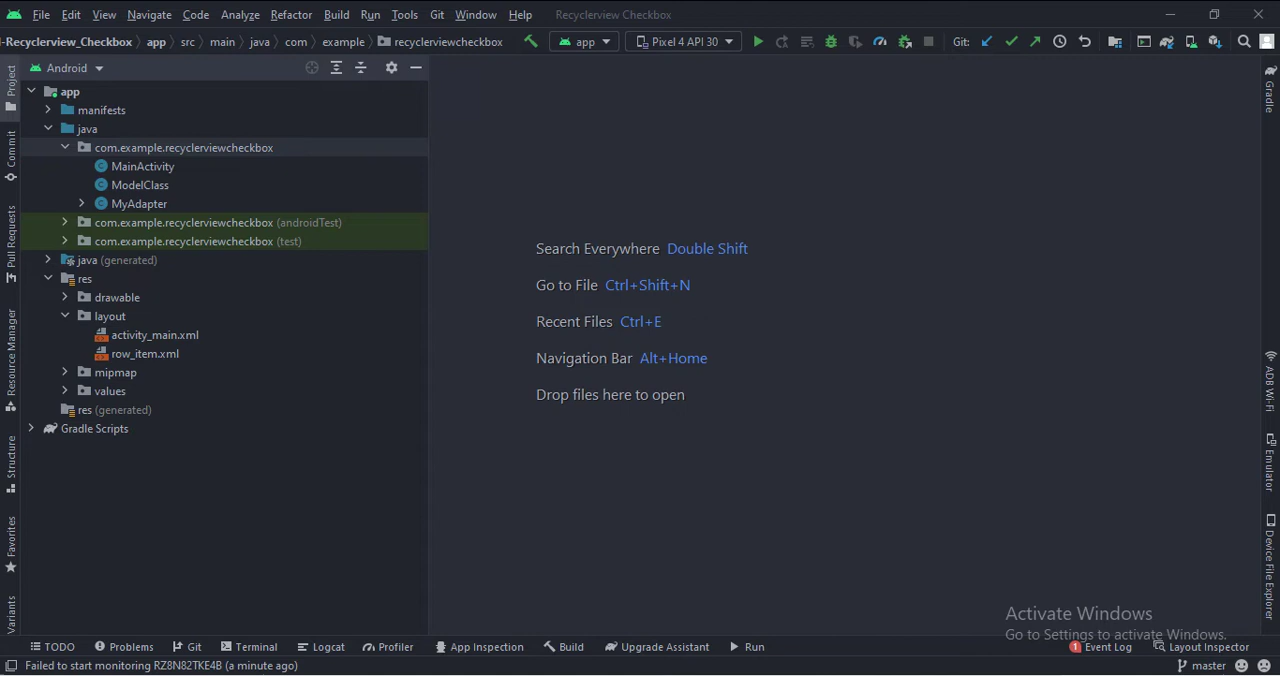 File Edit View Navigate Code Analyze Refactor Build Run Tools Git Window Help Recyclerview Checkbox
-Recyclerview_Checkbox app src main java com example recyclerviewcheckbox app Pixel 4 API 30 Git:
Android
app
manifests
java
com.example.recyclerviewcheckbox
MainActivity
ModelClass
MyAdapter
com.example.recyclerviewcheckbox (androidTest)
com.example.recyclerviewcheckbox (test)
java (generated)
res
drawable
layout
activity_main.xml
row_item.xml
mipmap
values
res (generated)
Gradle Scripts
Project
Commit
Pull Requests
Resource Manager
Structure
Favorites
Variants
Search Everywhere Double Shift
Go to File Ctrl+Shift+N
Recent Files Ctrl+E
Navigation Bar Alt+Home
Drop files here to open
Gradle
ADB Wi-Fi
Emulator
Device File Explorer
Activate Windows
Go to Settings to activate Windows.
TODO Problems Git Terminal Logcat Profiler App Inspection Build Upgrade Assistant Run 1 Event Log Layout Inspector
Failed to start monitoring RZ8N82TKE4B (a minute ago) master